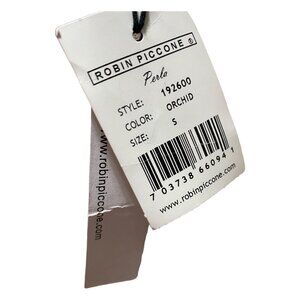 ROBIN PICCONE ®
Perla
STYLE: 192600
COLOR: ORCHID
SIZE: S
7 03738 66094 1
www.robinpiccone.com
www.robinpiccone.com